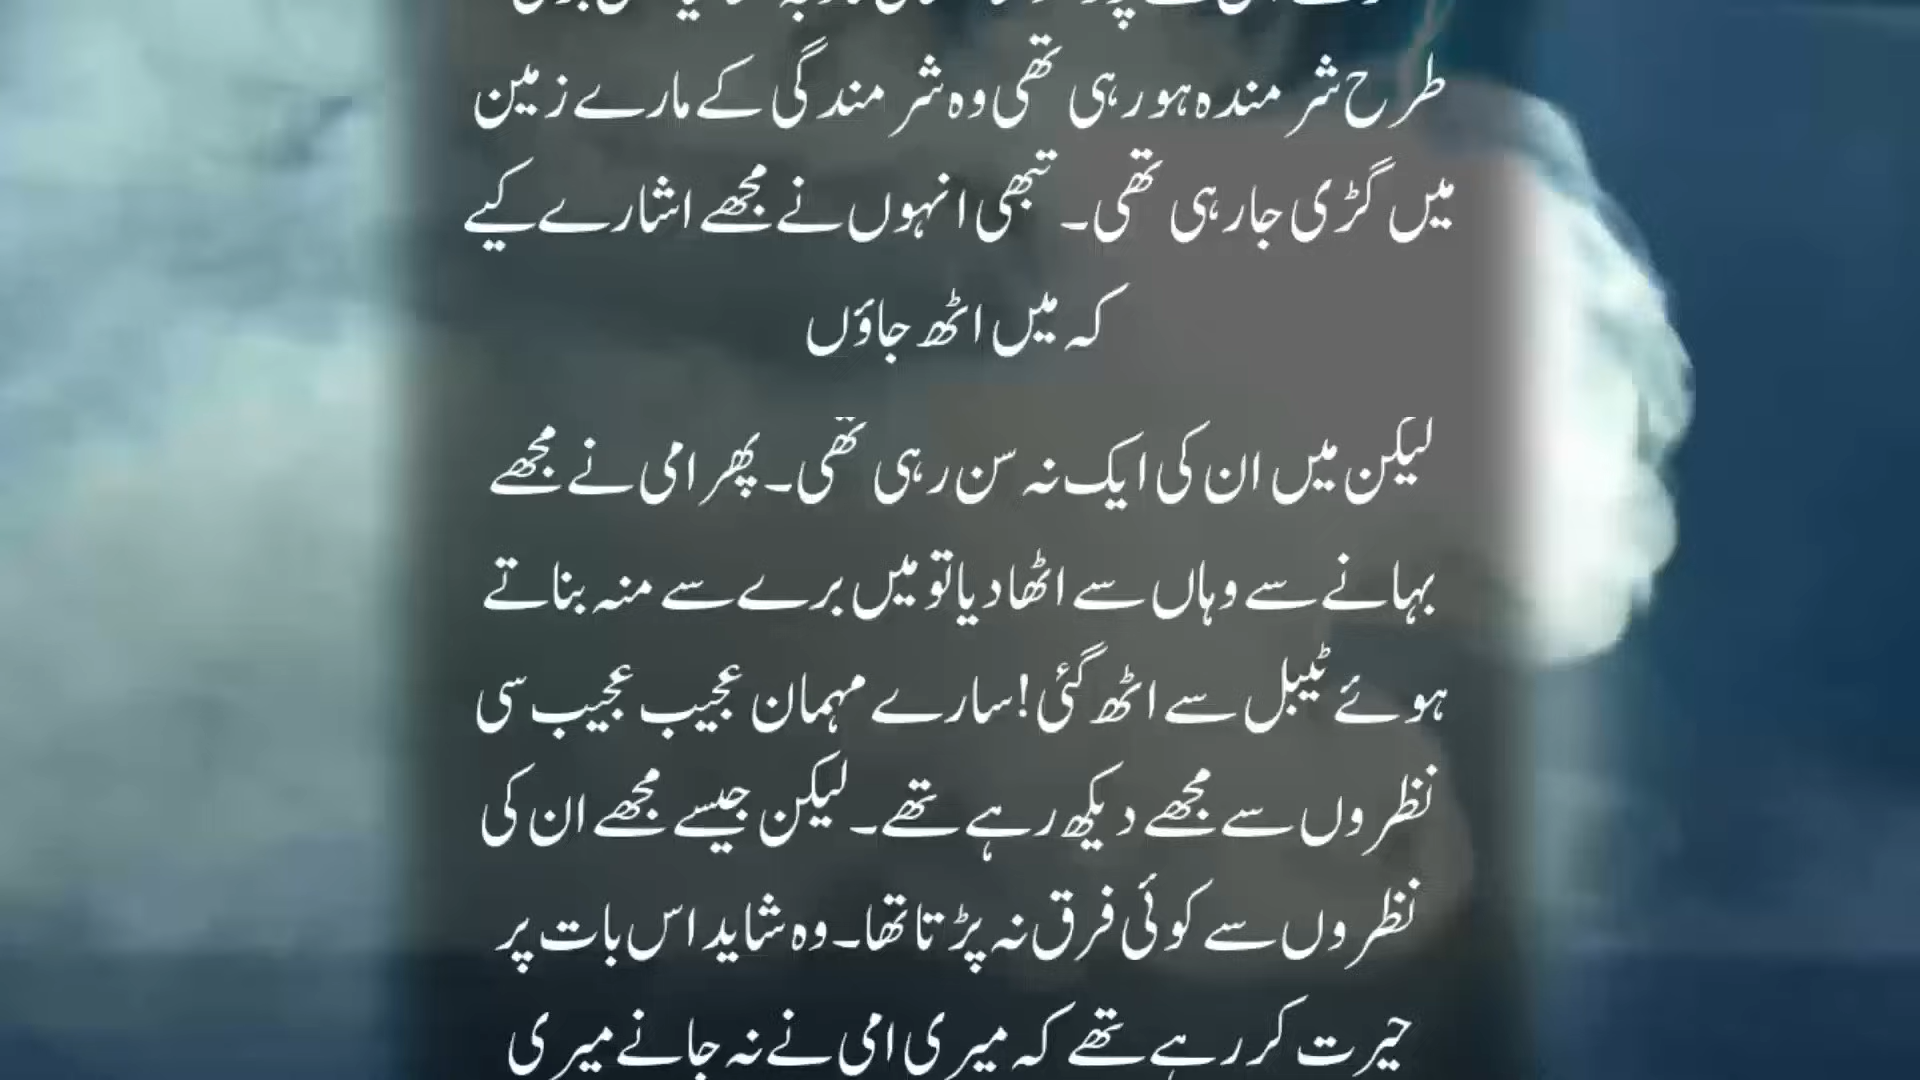 طرح شرمندہ ہو رہی تھی وہ شرمندگی کے مارے زمین
میں گڑی جا رہی تھی۔ تبھی انہوں نے مجھے اشارے کیے
کہ میں اٹھ جاؤں
لیکن میں ان کی ایک نہ سن رہی تھی۔ پھر امی نے مجھے
بہانے سے وہاں سے اٹھا دیا تو میں برے سے منہ بناتے
ہوئے ٹیبل سے اٹھ گئی! سارے مہمان عجیب عجیب سی
نظروں سے مجھے دیکھ رہے تھے۔ لیکن جیسے مجھے ان کی
نظروں سے کوئی فرق نہ پڑتا تھا۔ وہ شاید اس بات پر
حیرت کر رہے تھے کہ میری امی نے نہ جانے میری